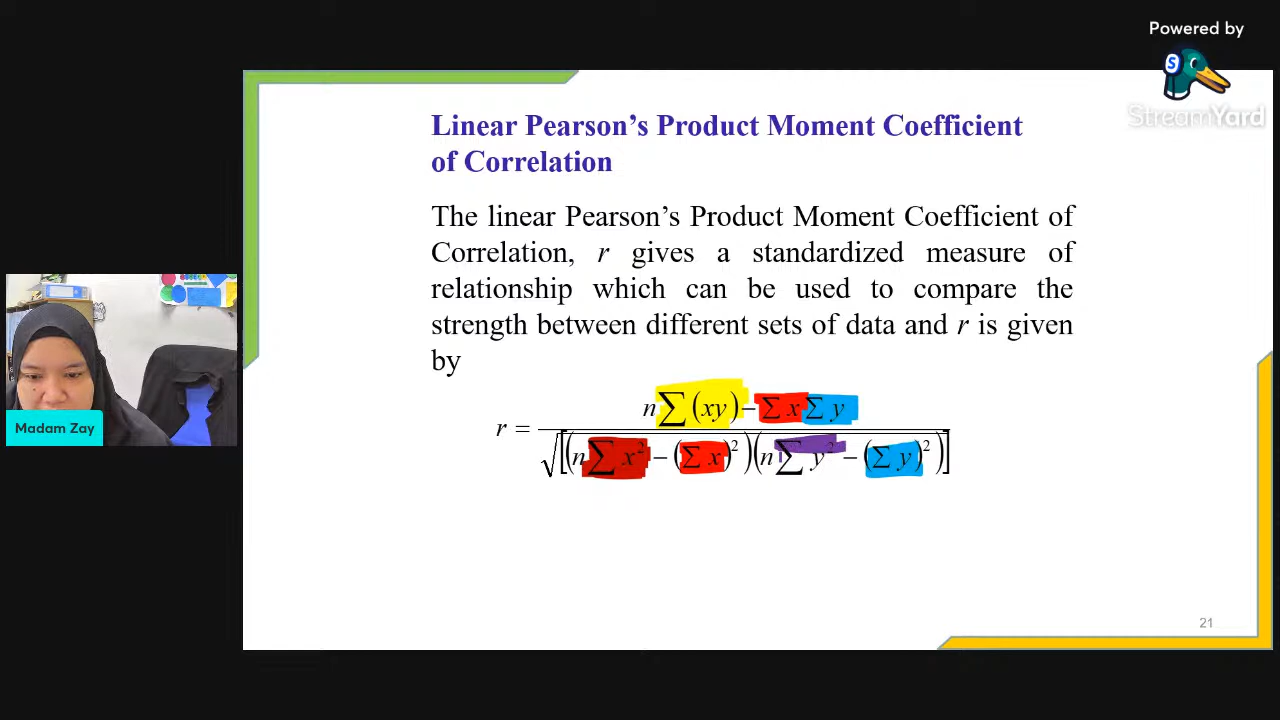 Powered by
S
StreamYard
Linear Pearson's Product Moment Coefficient
of Correlation
The linear Pearson's Product Moment Coefficient of
Correlation, r gives a standardized measure of
relationship which can be used to compare the
strength between different sets of data and r is given
by
r = \frac{n∑(xy) − ∑x∑y}{√[(n∑x² − (∑x)²)(n∑y² − (∑y)²)]}
Madam Zay
21